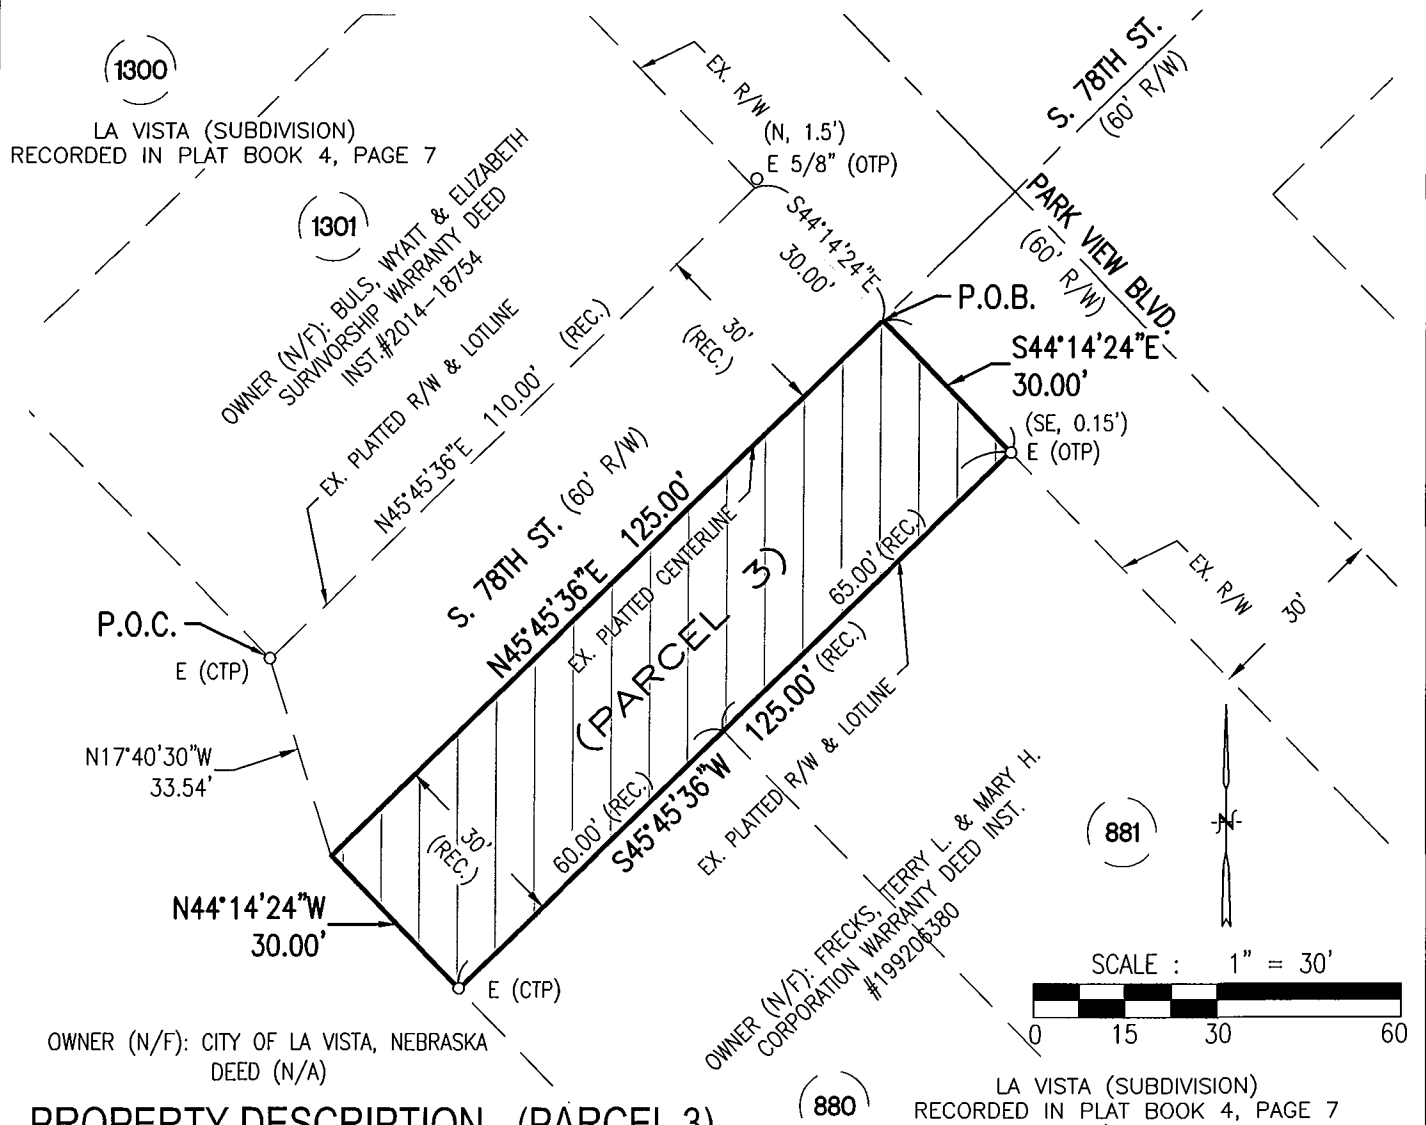 1300
LA VISTA (SUBDIVISION)
RECORDED IN PLAT BOOK 4, PAGE 7
1301
OWNER (N/F): BULS, WYATT & ELIZABETH
SURVIVORSHIP WARRANTY DEED
INST.#2014-18754
EX. PLATTED R/W & LOTLINE
N45°45'36"E 110.00' (REC.)
EX. R/W
(N, 1.5')
E 5/8" (OTP)
S44°14'24"E
30.00'
S. 78TH ST.
(60' R/W)
PARK VIEW BLVD.
(60' R/W)
P.O.B.
S44°14'24"E
30.00'
(SE, 0.15')
E (OTP)
30'
(REC.)
S. 78TH ST. (60' R/W)
N45°45'36"E 125.00'
EX. PLATTED CENTERLINE
(PARCEL 3)
65.00' (REC.)
EX. R/W
30'
P.O.C.
E (CTP)
N17°40'30"W
33.54'
30'
(REC.)
60.00' (REC.)
S45°45'36"W 125.00' (REC.)
EX. PLATTED R/W & LOTLINE
N44°14'24"W
30.00'
E (CTP)
OWNER (N/F): FRECKS, TERRY L. & MARY H.
CORPORATION WARRANTY DEED INST.
#199206380
881
N
SCALE : 1" = 30'
0 15 30 60
OWNER (N/F): CITY OF LA VISTA, NEBRASKA
DEED (N/A)
880
LA VISTA (SUBDIVISION)
RECORDED IN PLAT BOOK 4, PAGE 7
PROPERTY DESCRIPTION (PARCEL 3)